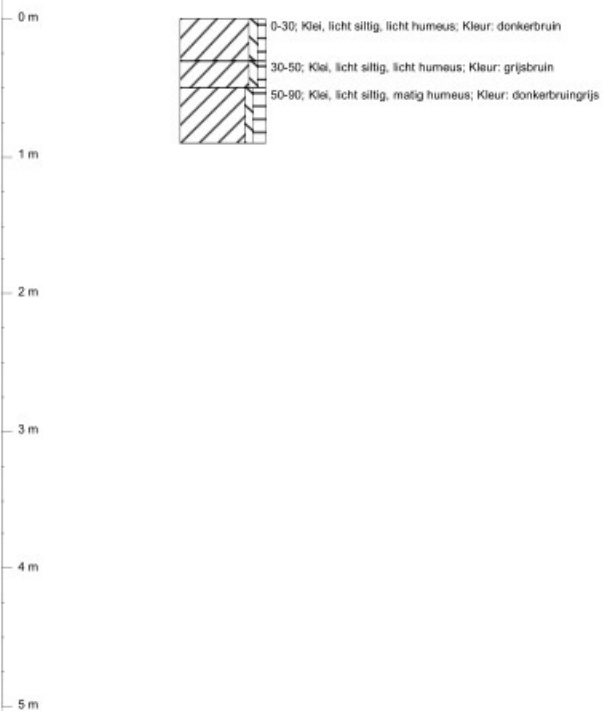 0 m
0-30; Klei, licht siltig, licht humeus; Kleur: donkerbruin
30-50; Klei, licht siltig, licht humeus; Kleur: grijsbruin
50-90; Klei, licht siltig, matig humeus; Kleur: donkerbruingrijs
1 m
2 m
3 m
4 m
5 m